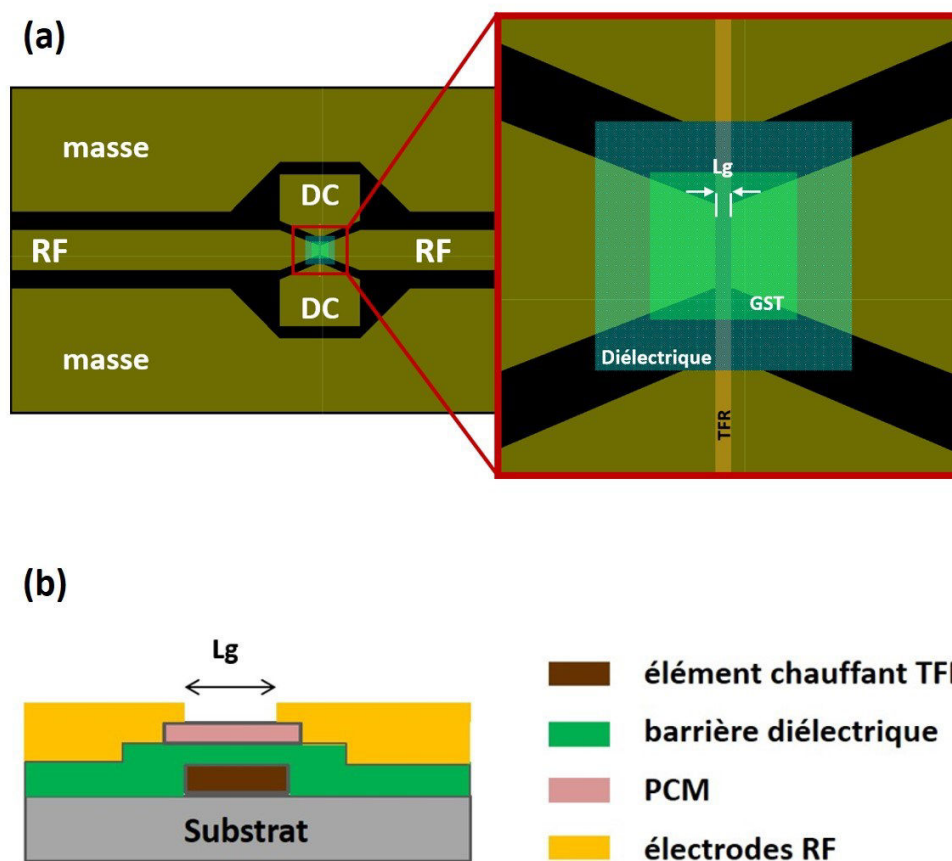 (a)
masse
DC
RF
RF
DC
masse
Lg
GST
Diélectrique
TFR
(b)
Lg
élément chauffant TF
barrière diélectrique
PCM
Substrat
électrodes RF